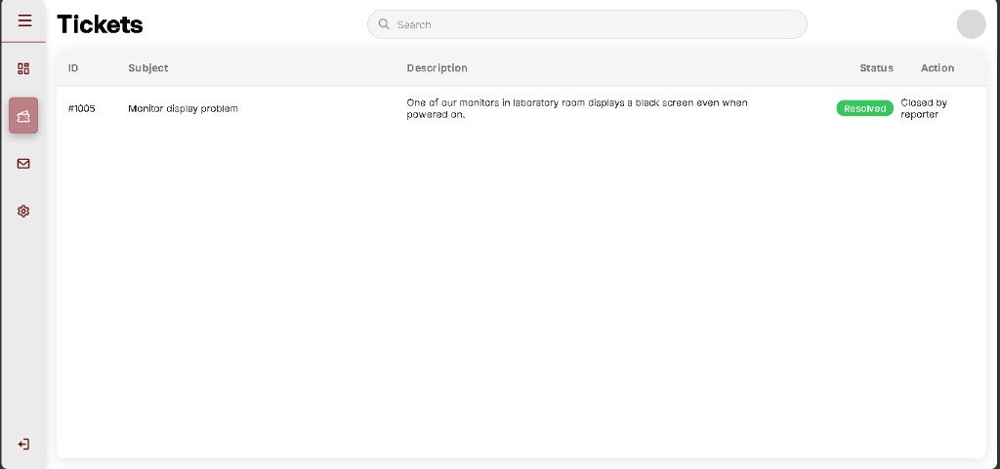 Tickets
Search
ID Subject Description Status Action
#1005 Monitor display problem One of our monitors in laboratory room displays a black screen even when Resolved Closed by
powered on. reporter